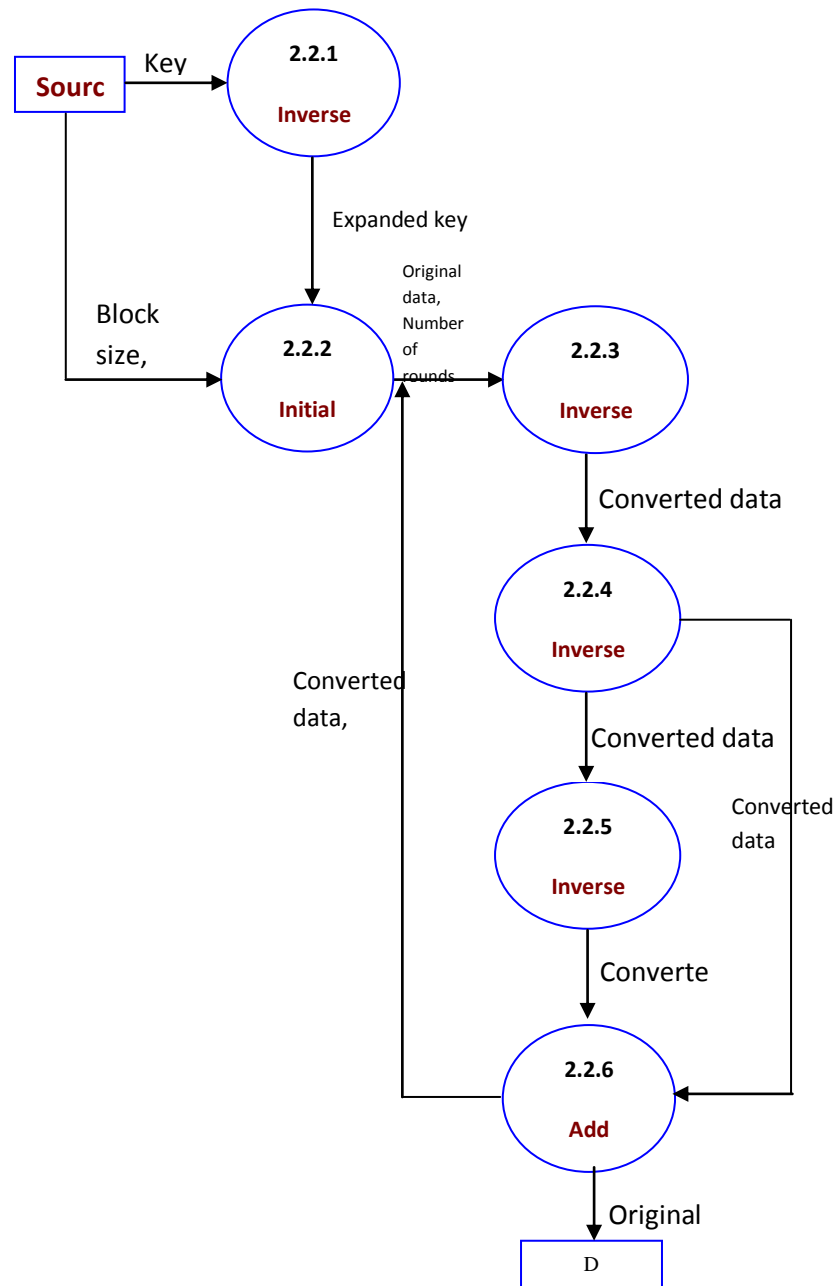 Key
2.2.1
Sourc
Inverse
Expanded key
Original
data,
Number
of
rounds
Block
size,
2.2.2
Initial
2.2.3
Inverse
Converted data
2.2.4
Inverse
Converted
data,
Converted data
Converted
data
2.2.5
Inverse
Converte
2.2.6
Add
Original
D